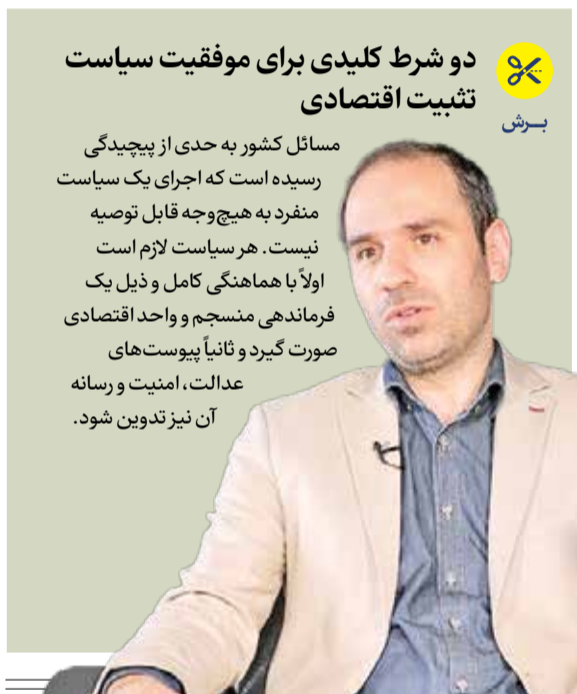 دو شرط کلیدی برای موفقیت سیاست
تثبیت اقتصادی
بــرش
مسائل کشور به حدی از پیچیدگی
رسیده است که اجرای یک سیاست
منفرد به هیچ‌وجه قابل توصیه
نیست. هر سیاست لازم است
اولاً با هماهنگی کامل و ذیل یک
فرماندهی منسجم و واحد اقتصادی
صورت گیرد و ثانیاً پیوست‌های
عدالت، امنیت و رسانه
آن نیز تدوین شود.